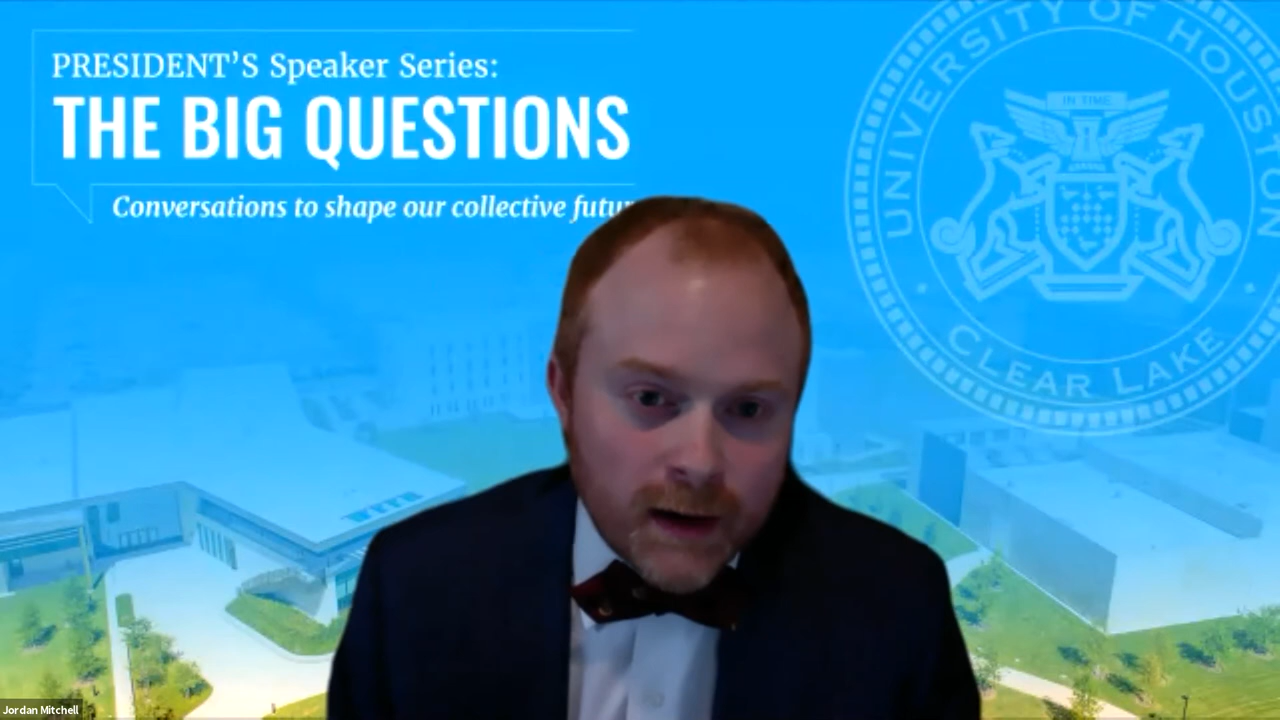 PRESIDENT'S Speaker Series:
THE BIG QUESTIONS
Conversations to shape our collective futur
UNIVERSITY OF HOUSTON
CLEAR LAKE
IN TIME
Jordan Mitchell